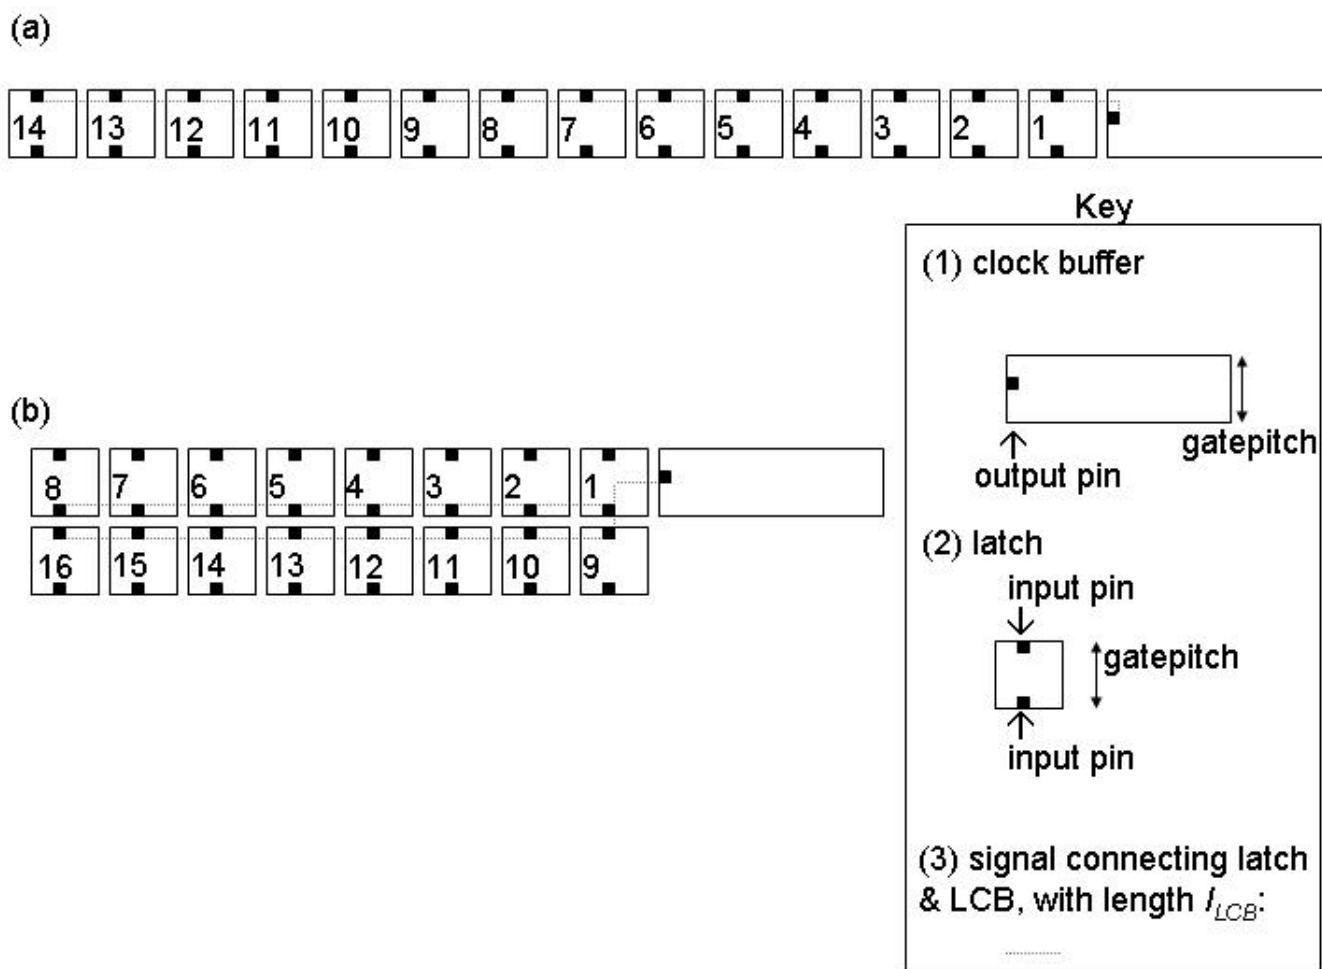 (a)
14 13 12 11 10 9 8 7 6 5 4 3 2 1
Key
(1) clock buffer
gatepitch
output pin
(2) latch
input pin
gatepitch
input pin
(3) signal connecting latch
& LCB, with length l_LCB:
(b)
8 7 6 5 4 3 2 1
16 15 14 13 12 11 10 9